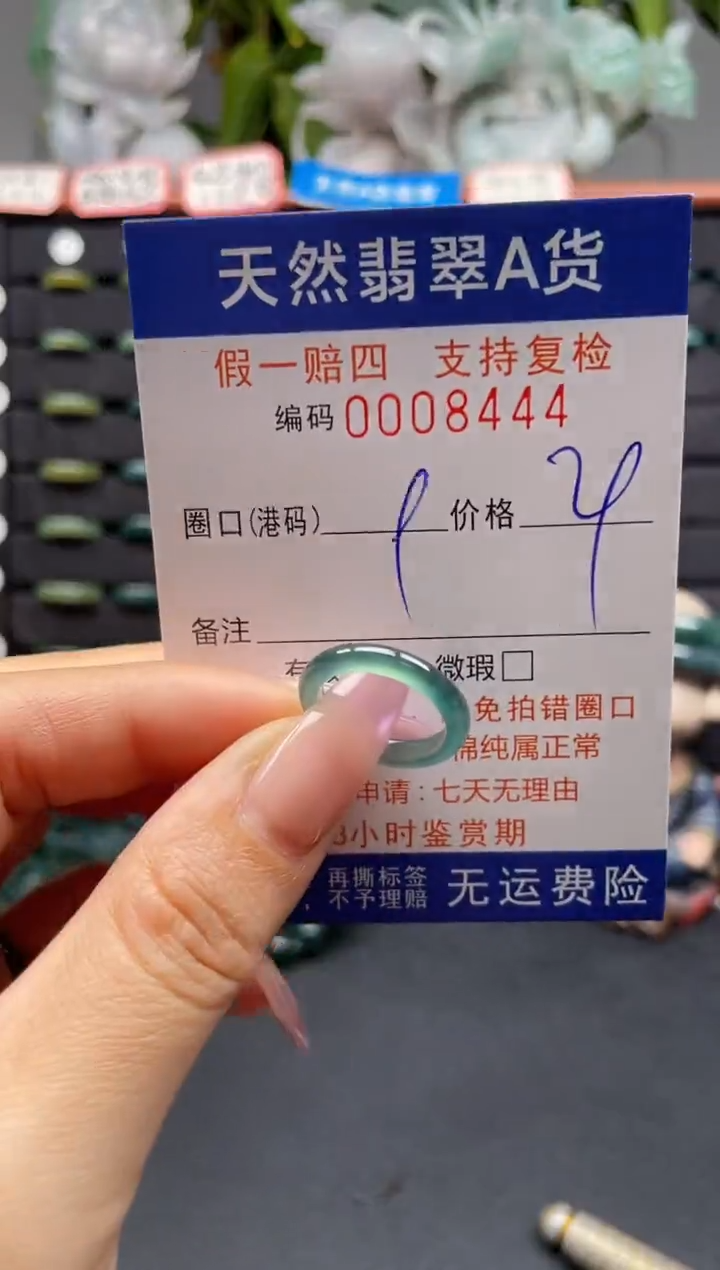 天然翡翠A货
假一赔四 支持复检
编码 0008444
圈口(港码) 价格
备注
微瑕□
免拍错圈口
棉纯属正常
申请：七天无理由
小时鉴赏期
再撕标签
不予理赔
无运费险